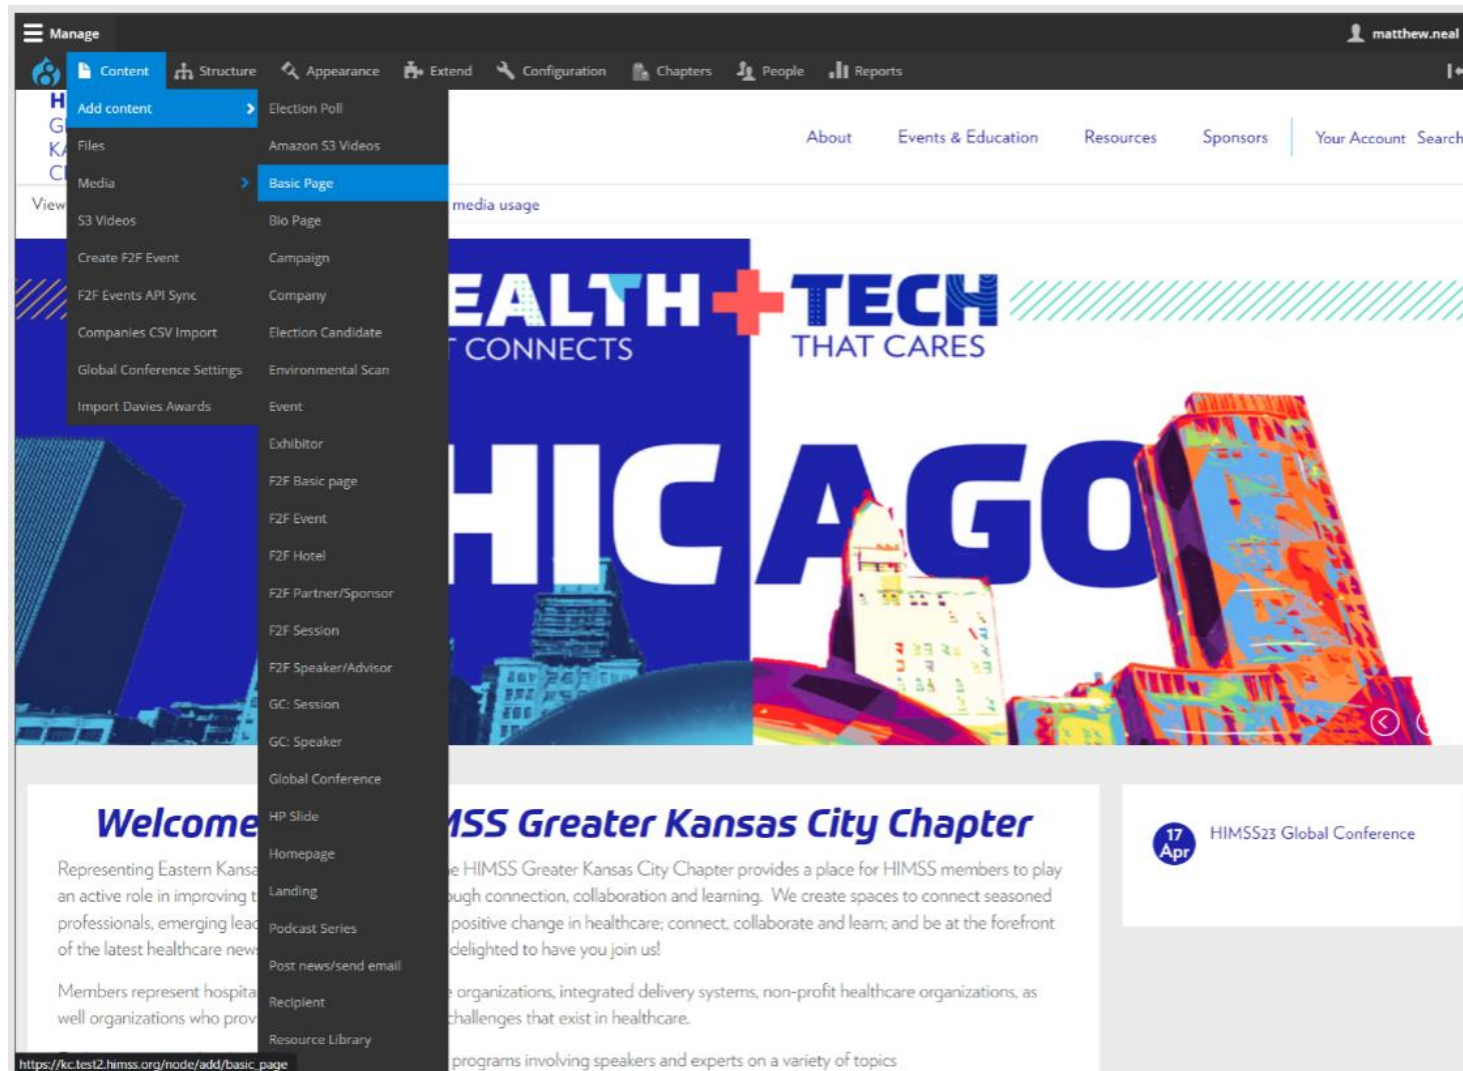 Manage
matthew.neal
Content Structure Appearance Extend Configuration Chapters People Reports
Add content
Files
Media
S3 Videos
Create F2F Event
F2F Events API Sync
Companies CSV Import
Global Conference Settings
Import Davies Awards
Election Poll
Amazon S3 Videos
Basic Page
Bio Page
Campaign
Company
Election Candidate
Environmental Scan
Event
Exhibitor
F2F Basic page
F2F Event
F2F Hotel
F2F Partner/Sponsor
F2F Session
F2F Speaker/Advisor
GC: Session
GC: Speaker
Global Conference
HP Slide
Homepage
Landing
Podcast Series
Post news/send email
Recipient
Resource Library
About Events & Education Resources Sponsors Your Account Search
View media usage
EALTH+TECH
CONNECTS THAT CARES
HICAGO
Welcome MSS Greater Kansas City Chapter
Representing Eastern Kansa HIMSS Greater Kansas City Chapter provides a place for HIMSS members to play
an active role in improving t ough connection, collaboration and learning. We create spaces to connect seasoned
professionals, emerging lead positive change in healthcare; connect, collaborate and learn; and be at the forefront
of the latest healthcare news delighted to have you join us!
Members represent hospita organizations, integrated delivery systems, non-profit healthcare organizations, as
well organizations who prov challenges that exist in healthcare.
programs involving speakers and experts on a variety of topics
17
Apr
HIMSS23 Global Conference
https://kc.test2.himss.org/node/add/basic_page